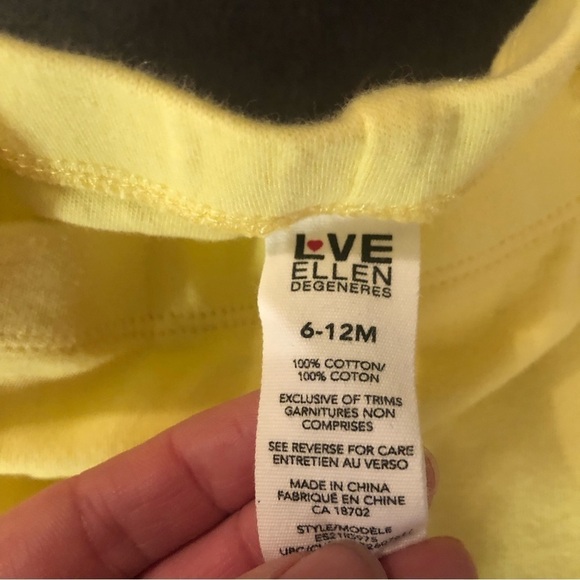 L♥VE
ELLEN
DEGENERES
6-12M
100% COTTON/
100% COTON
EXCLUSIVE OF TRIMS
GARNITURES NON
COMPRISES
SEE REVERSE FOR CARE
ENTRETIEN AU VERSO
MADE IN CHINA
FABRIQUÉ EN CHINE
CA 18702
STYLE/MODÈLE